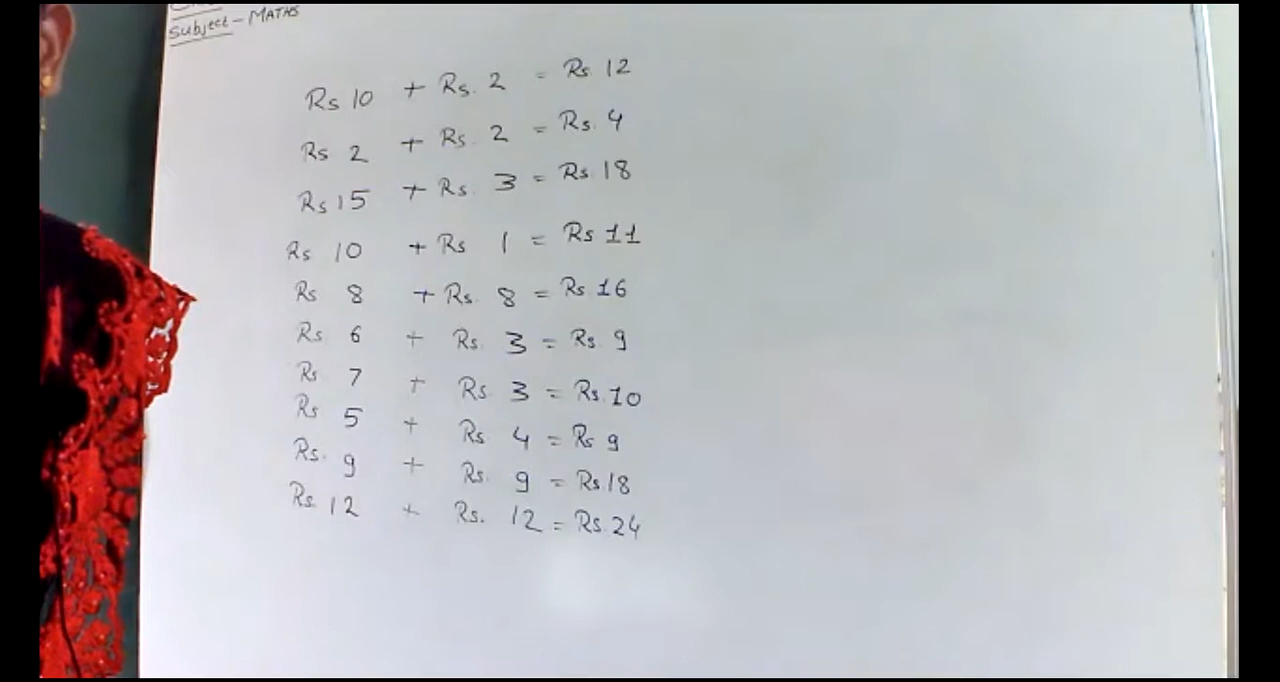 Subject - MATHS
Rs 10 + Rs. 2 = Rs 12
Rs 2 + Rs. 2 = Rs. 4
Rs 15 + Rs. 3 = Rs. 18
Rs 10 + Rs 1 = Rs 11
Rs 8 + Rs. 8 = Rs 16
Rs 6 + Rs. 3 = Rs. 9
Rs 7 + Rs. 3 = Rs. 10
Rs 5 + Rs 4 = Rs 9
Rs. 9 + Rs. 9 = Rs. 18
Rs. 12 + Rs. 12 = Rs. 24